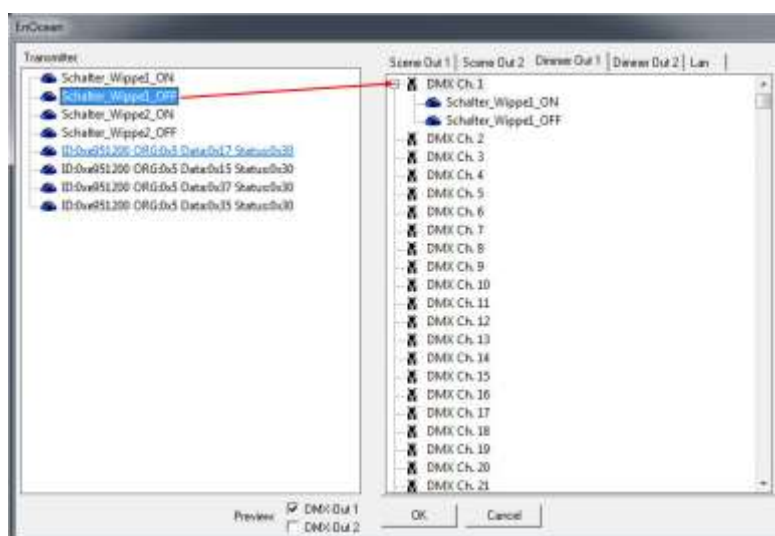 EnOcean
Transmitter
Schalter_Wippe1_ON
Schalter_Wippe1_OFF
Schalter_Wippe2_ON
Schalter_Wippe2_OFF
ID:0xe951200 ORG:0x5 Data:0x17 Status:0x30
ID:0xe951200 ORG:0x5 Data:0x15 Status:0x30
ID:0xe951200 ORG:0x5 Data:0x37 Status:0x30
ID:0xe951200 ORG:0x5 Data:0x35 Status:0x30
Preview:
DMX-Out 1
DMX-Out 2
Scene Out 1 Scene Out 2 Dimmer Out 1 Dimmer Out 2 Lan
DMX Ch. 1
Schalter_Wippe1_ON
Schalter_Wippe1_OFF
DMX Ch. 2
DMX Ch. 3
DMX Ch. 4
DMX Ch. 5
DMX Ch. 6
DMX Ch. 7
DMX Ch. 8
DMX Ch. 9
DMX Ch. 10
DMX Ch. 11
DMX Ch. 12
DMX Ch. 13
DMX Ch. 14
DMX Ch. 15
DMX Ch. 16
DMX Ch. 17
DMX Ch. 18
DMX Ch. 19
DMX Ch. 20
DMX Ch. 21
OK Cancel